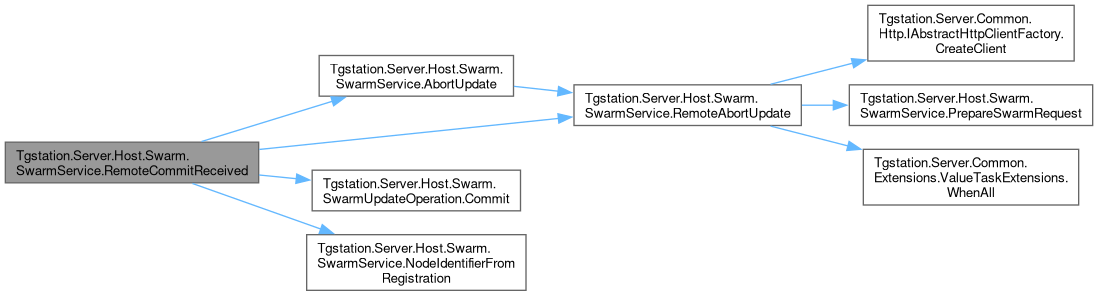 Tgstation.Server.Host.Swarm.
SwarmService.RemoteCommitReceived
Tgstation.Server.Host.Swarm.
SwarmService.AbortUpdate
Tgstation.Server.Host.Swarm.
SwarmService.RemoteAbortUpdate
Tgstation.Server.Common.
Http.IAbstractHttpClientFactory.
CreateClient
Tgstation.Server.Host.Swarm.
SwarmService.PrepareSwarmRequest
Tgstation.Server.Common.
Extensions.ValueTaskExtensions.
WhenAll
Tgstation.Server.Host.Swarm.
SwarmUpdateOperation.Commit
Tgstation.Server.Host.Swarm.
SwarmService.NodeIdentifierFrom
Registration